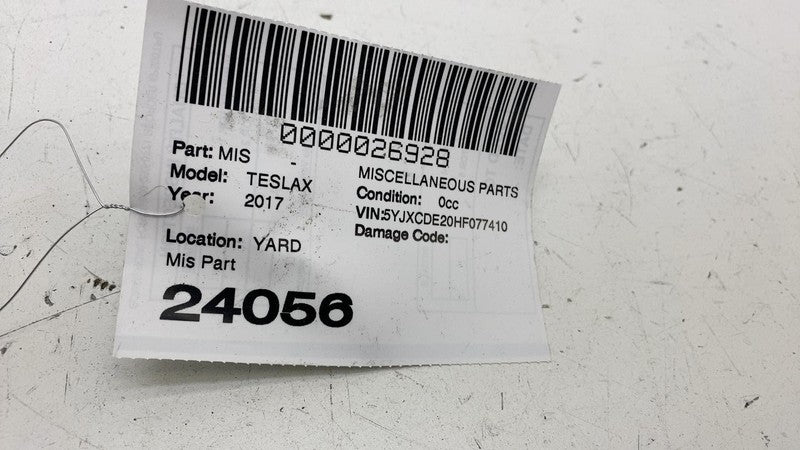 0000026928
Part: MIS
MISCELLANEOUS PARTS
Model: TESLAX
Condition: 0cc
Year: 2017
VIN:5YJXCDE20HF077410
Damage Code:
Location: YARD
Mis Part
24056